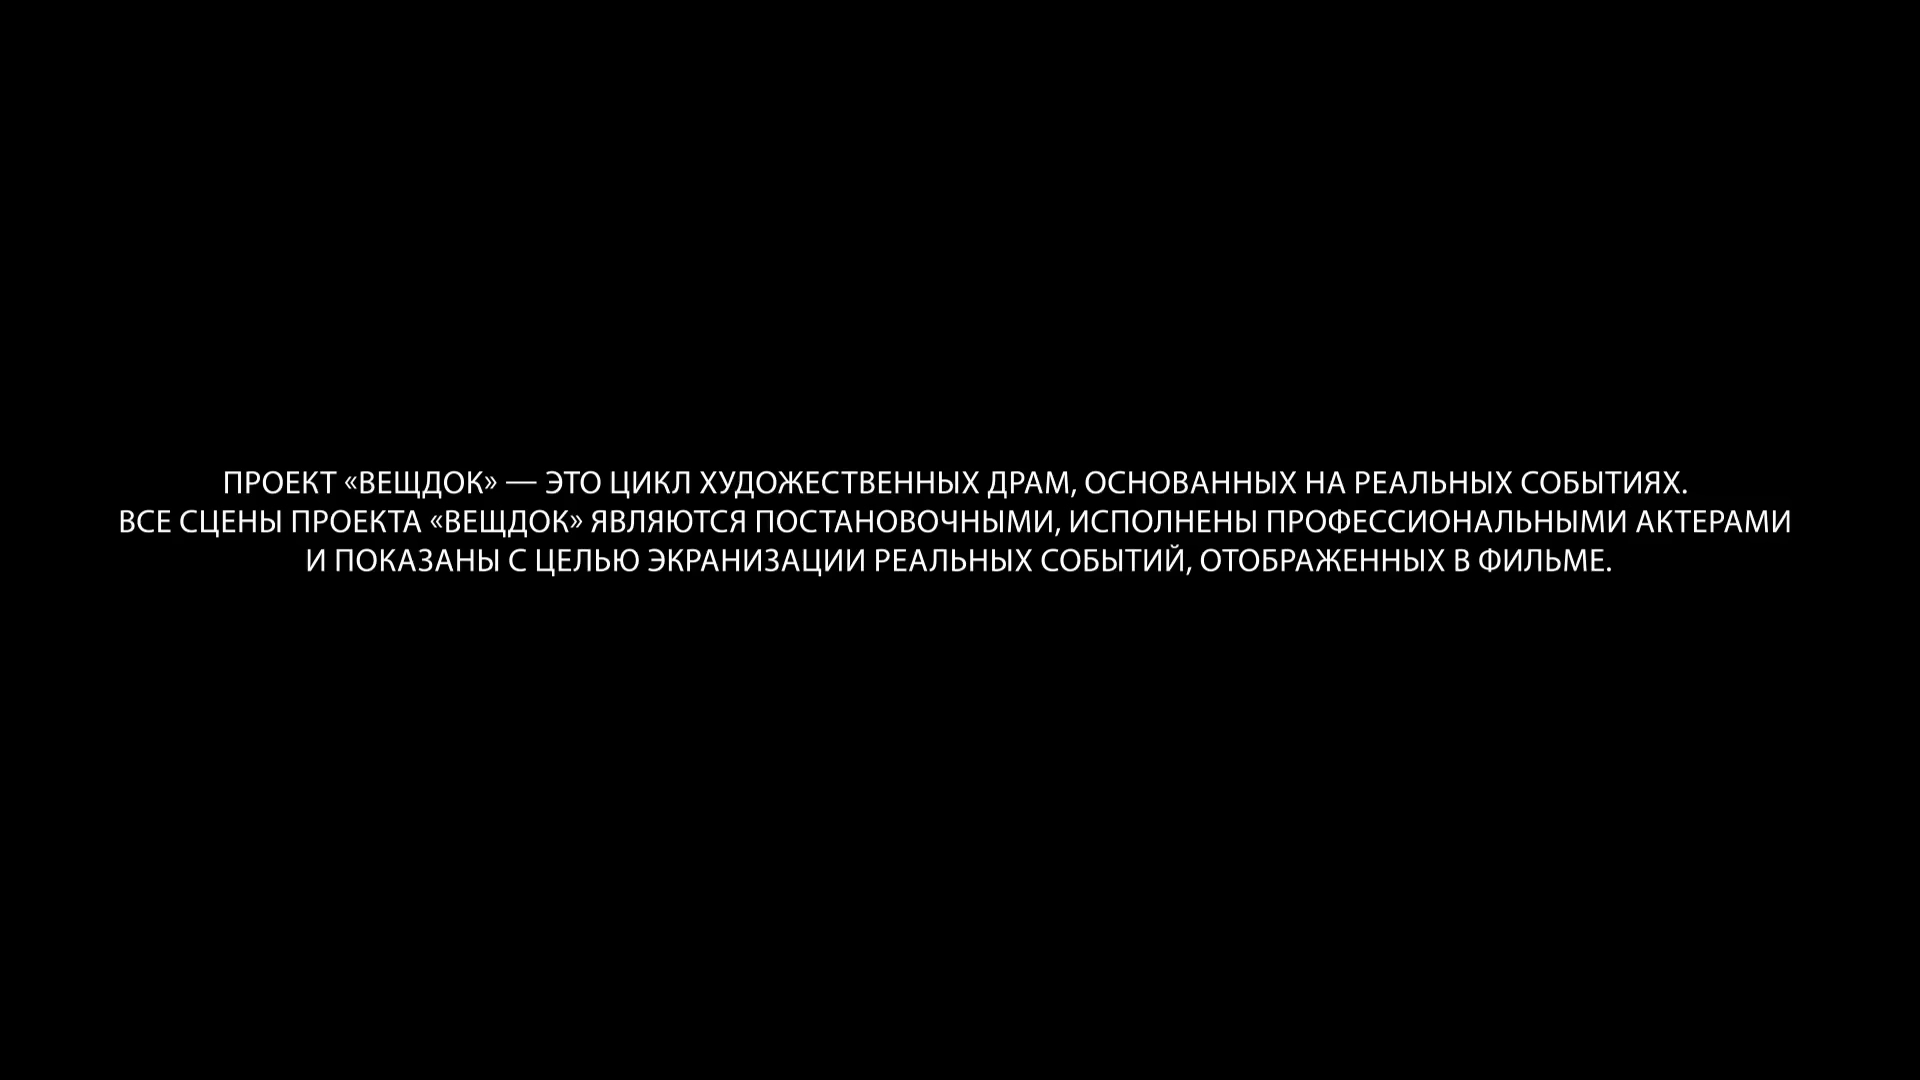 ПРОЕКТ «ВЕЩДОК» — ЭТО ЦИКЛ ХУДОЖЕСТВЕННЫХ ДРАМ, ОСНОВАННЫХ НА РЕАЛЬНЫХ СОБЫТИЯХ.
ВСЕ СЦЕНЫ ПРОЕКТА «ВЕЩДОК» ЯВЛЯЮТСЯ ПОСТАНОВОЧНЫМИ, ИСПОЛНЕНЫ ПРОФЕССИОНАЛЬНЫМИ АКТЕРАМИ
И ПОКАЗАНЫ С ЦЕЛЬЮ ЭКРАНИЗАЦИИ РЕАЛЬНЫХ СОБЫТИЙ, ОТОБРАЖЕННЫХ В ФИЛЬМЕ.